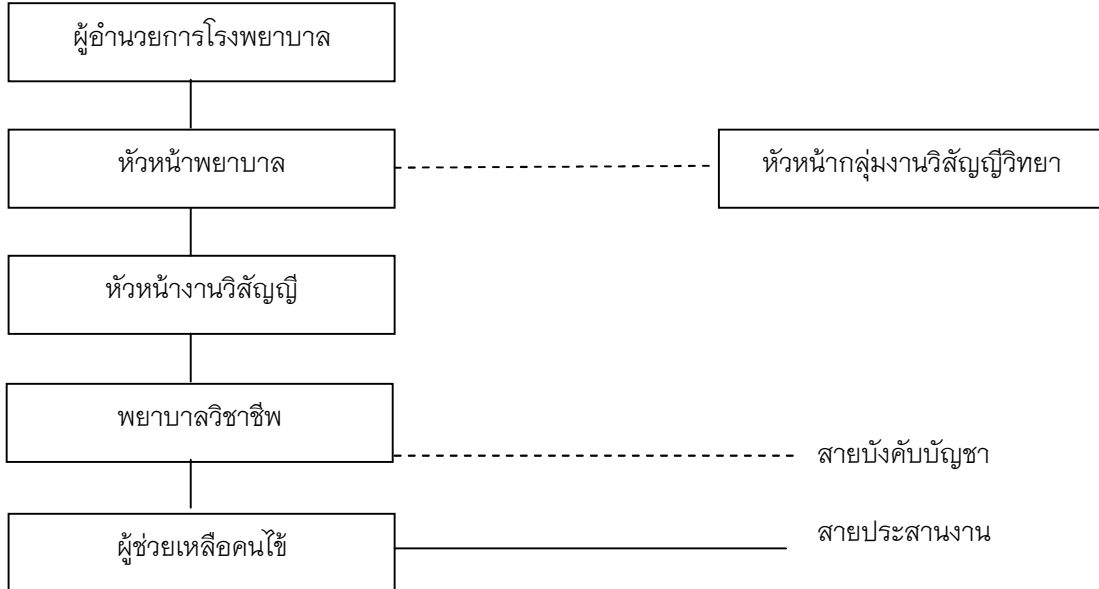 ผู้อำนวยการโรงพยาบาล
หัวหน้าพยาบาล
หัวหน้ากลุ่มงานวิสัญญีวิทยา
หัวหน้างานวิสัญญี
พยาบาลวิชาชีพ
สายบังคับบัญชา
สายประสานงาน
ผู้ช่วยเหลือคนไข้